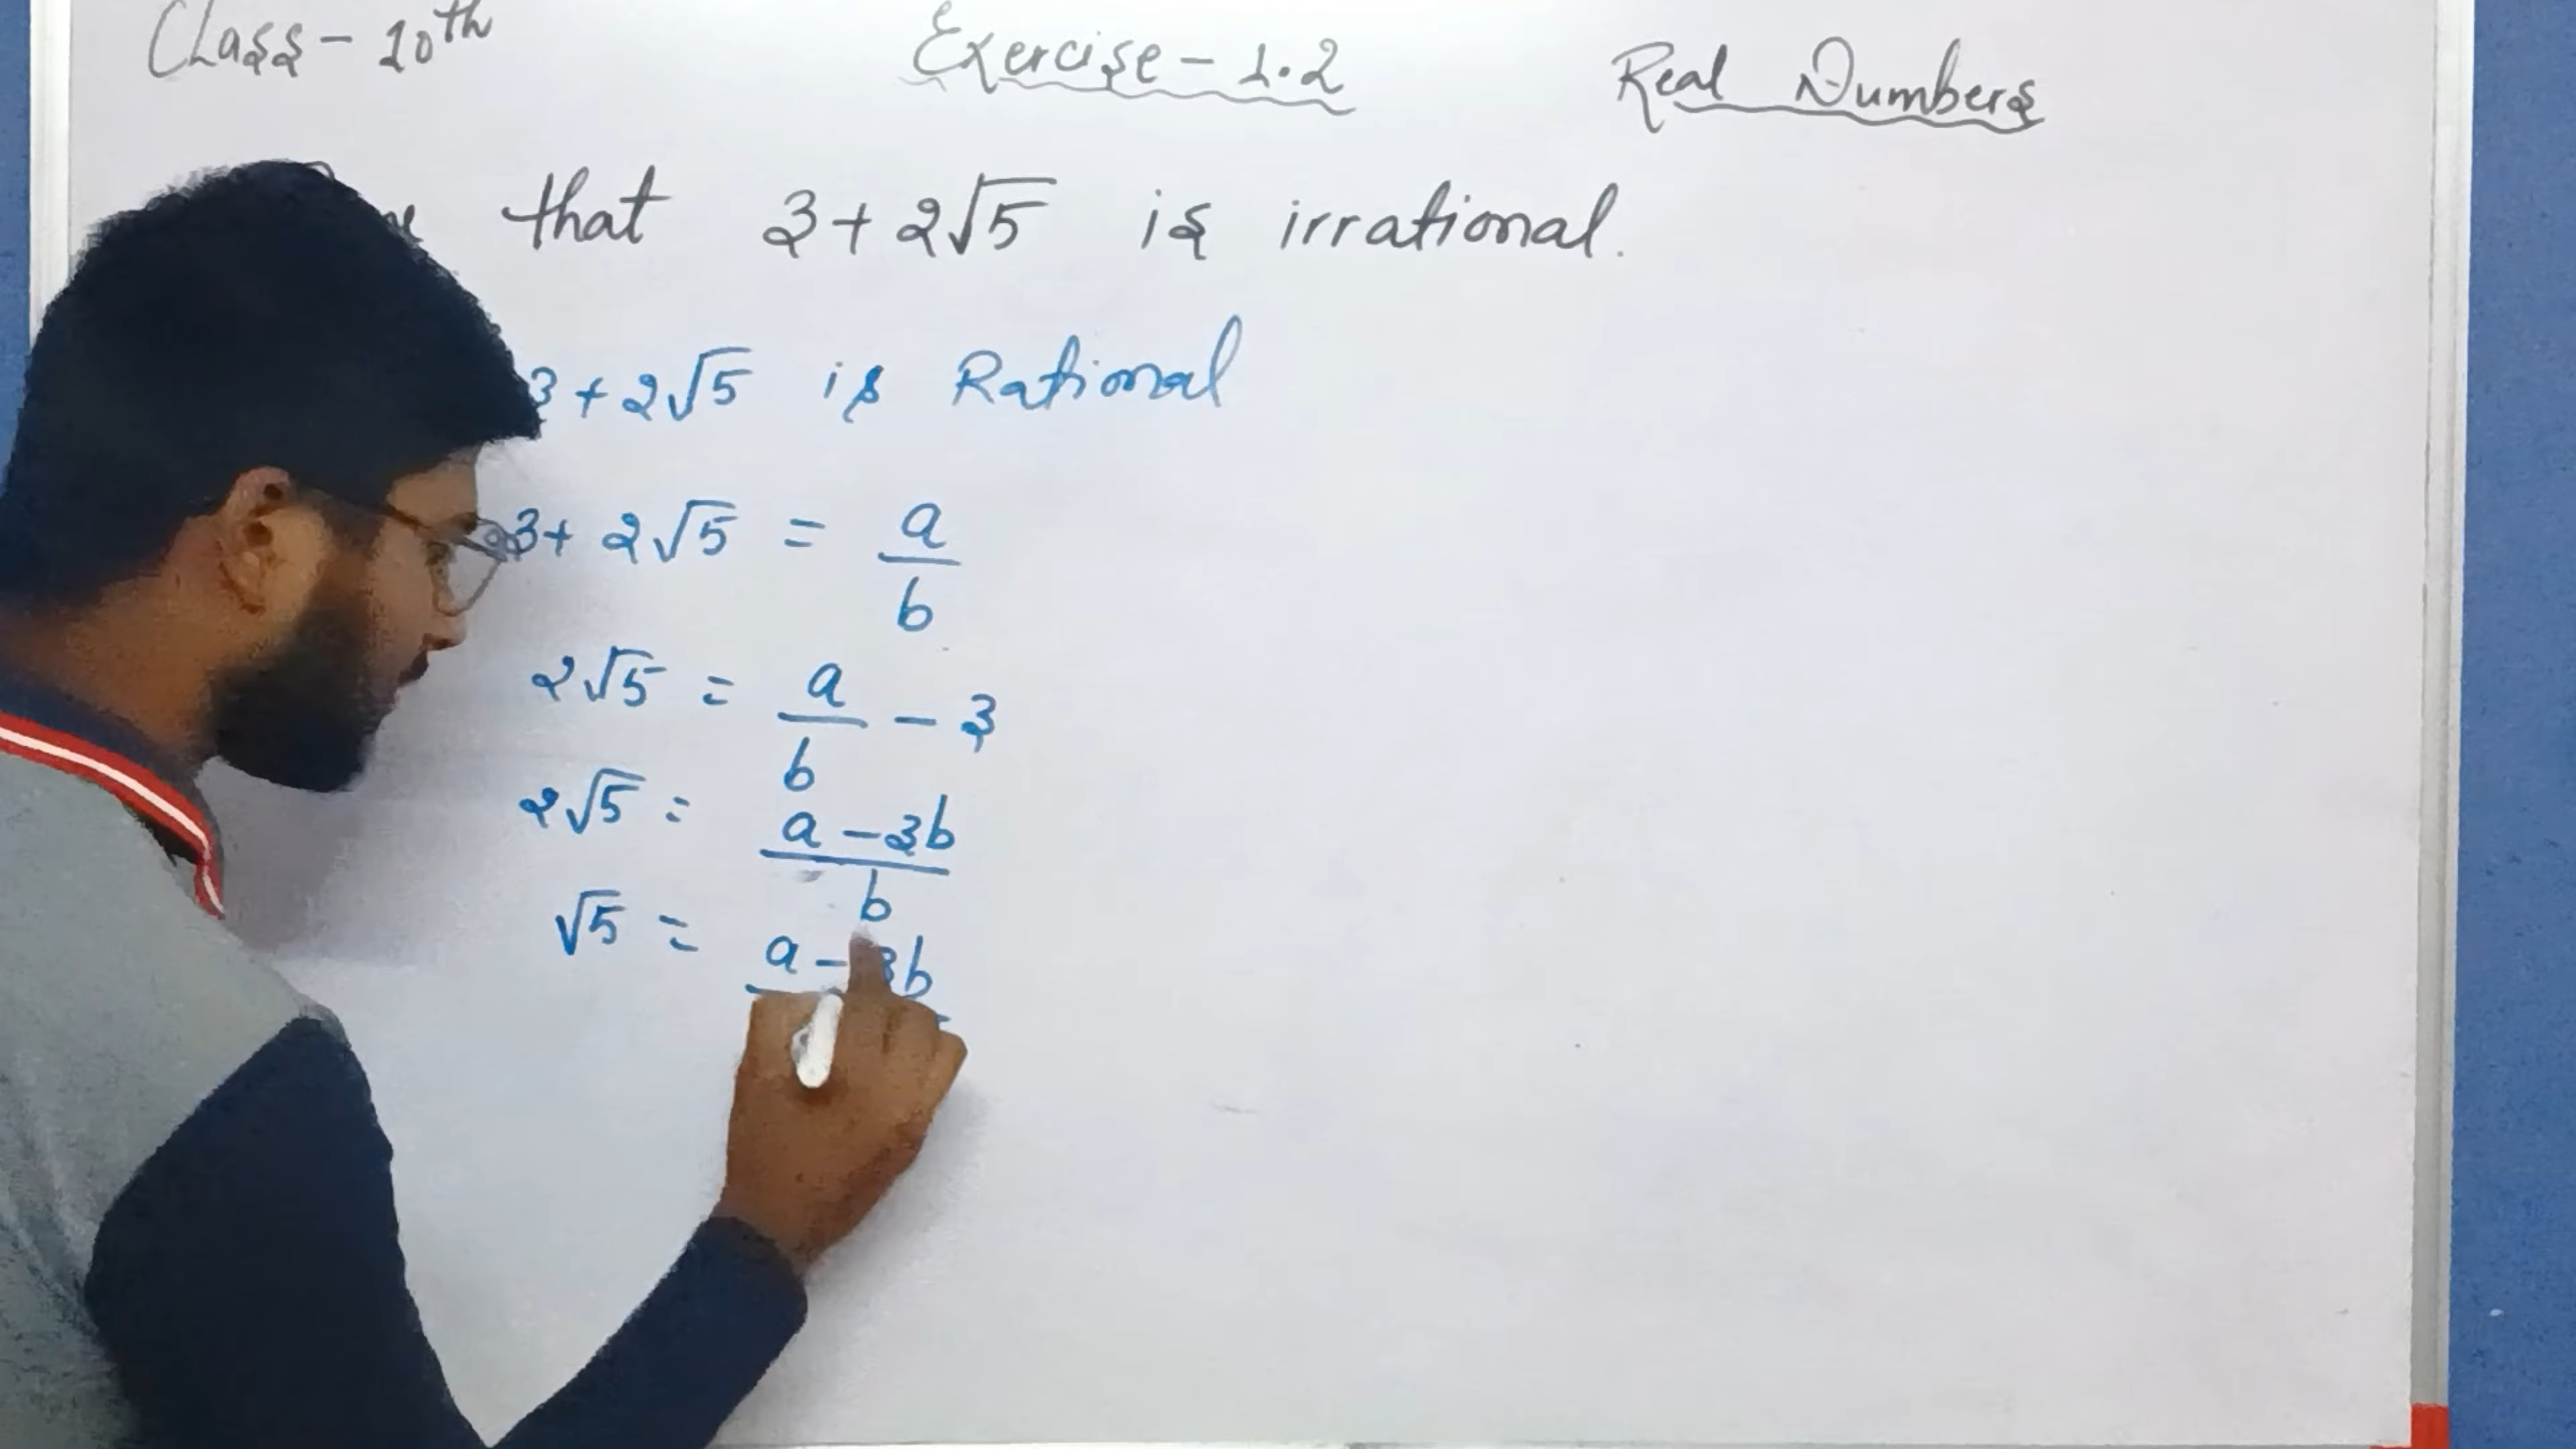 Class - 10th Exercise - 1.2 Real Numbers
that 3 + 2√5 is irrational.
3 + 2√5 is Rational
3 + 2√5 = a/b
2√5 = a/b - 3
2√5 = a - 3b/b
√5 = a - 3b